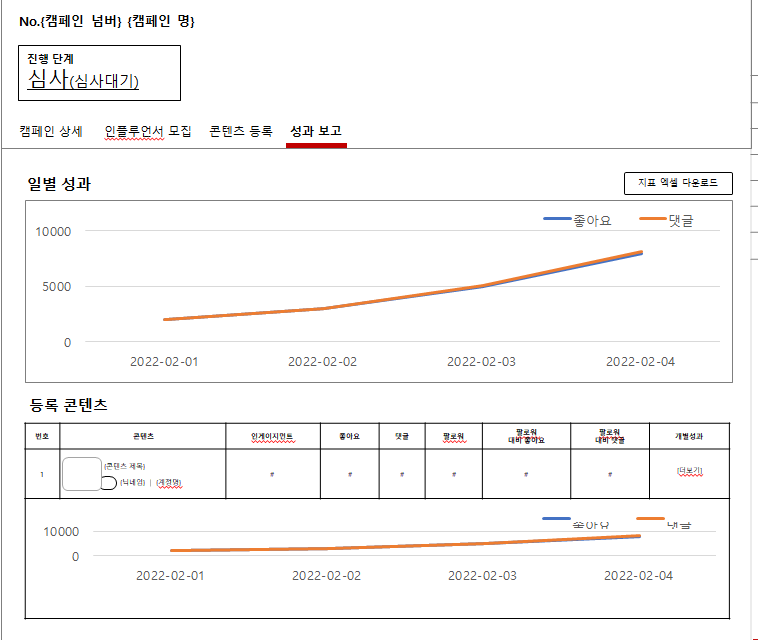 No.{캠페인 넘버} {캠페인 명}
진행 단계
심사(심사대기)
캠페인 상세 인플루언서 모집 콘텐츠 등록 성과 보고
일별 성과 지표 엑셀 다운로드
좋아요 댓글
10000
5000
0
2022-02-01 2022-02-02 2022-02-03 2022-02-04
등록 콘텐츠
번호 콘텐츠 인게이지먼트 좋아요 댓글 팔로워 팔로워 대비 좋아요 팔로워 대비 댓글 개별성과
1 {콘텐츠 제목} # # # # # # [더보기]
{닉네임} | {계정명}
좋아요 댓글
10000
0
2022-02-01 2022-02-02 2022-02-03 2022-02-04